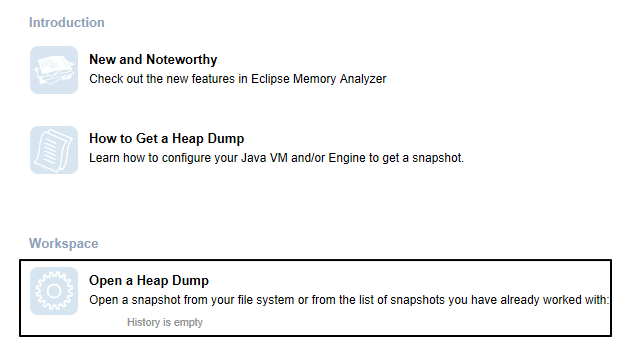 Introduction
New and Noteworthy
Check out the new features in Eclipse Memory Analyzer
How to Get a Heap Dump
Learn how to configure your Java VM and/or Engine to get a snapshot.
Workspace
Open a Heap Dump
Open a snapshot from your file system or from the list of snapshots you have already worked with:
History is empty